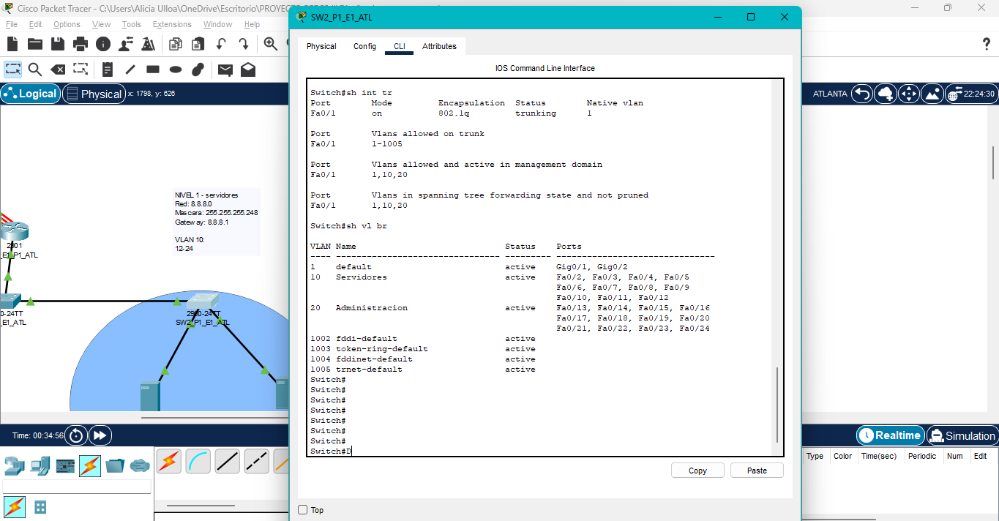 Cisco Packet Tracer - C:\Users\Alicia Ulloa\OneDrive\Escritorio\PROYEC
File Edit Options View Tools Extensions Window Help
Logical Physical x: 1798, y: 626
ATLANTA 22:24:30
NIVEL 1 - servidores
Red: 8.8.8.0
Mascara: 255.255.255.248
Gateway: 8.8.8.1
VLAN 10:
12-24
2901
_E1_P1_ATL
0-24TT
_E1_ATL
2960-24TT
SW2_P1_E1_ATL
SW2_P1_E1_ATL
Physical Config CLI Attributes
IOS Command Line Interface
Switch#sh int tr
Port Mode Encapsulation Status Native vlan
Fa0/1 on 802.1q trunking 1
Port Vlans allowed on trunk
Fa0/1 1-1005
Port Vlans allowed and active in management domain
Fa0/1 1,10,20
Port Vlans in spanning tree forwarding state and not pruned
Fa0/1 1,10,20
Switch#sh vl br
VLAN Name Status Ports
---- -------------------------------- --------- -------------------------------
1 default active Gig0/1, Gig0/2
10 Servidores active Fa0/2, Fa0/3, Fa0/4, Fa0/5
Fa0/6, Fa0/7, Fa0/8, Fa0/9
Fa0/10, Fa0/11, Fa0/12
20 Administracion active Fa0/13, Fa0/14, Fa0/15, Fa0/16
Fa0/17, Fa0/18, Fa0/19, Fa0/20
Fa0/21, Fa0/22, Fa0/23, Fa0/24
1002 fddi-default active
1003 token-ring-default active
1004 fddinet-default active
1005 trnet-default active
Switch#
Switch#
Switch#
Switch#
Switch#
Switch#
Switch#
Switch#D
Copy Paste
Top
Time: 00:34:56
Realtime Simulation
Type Color Time(sec) Periodic Num Edit